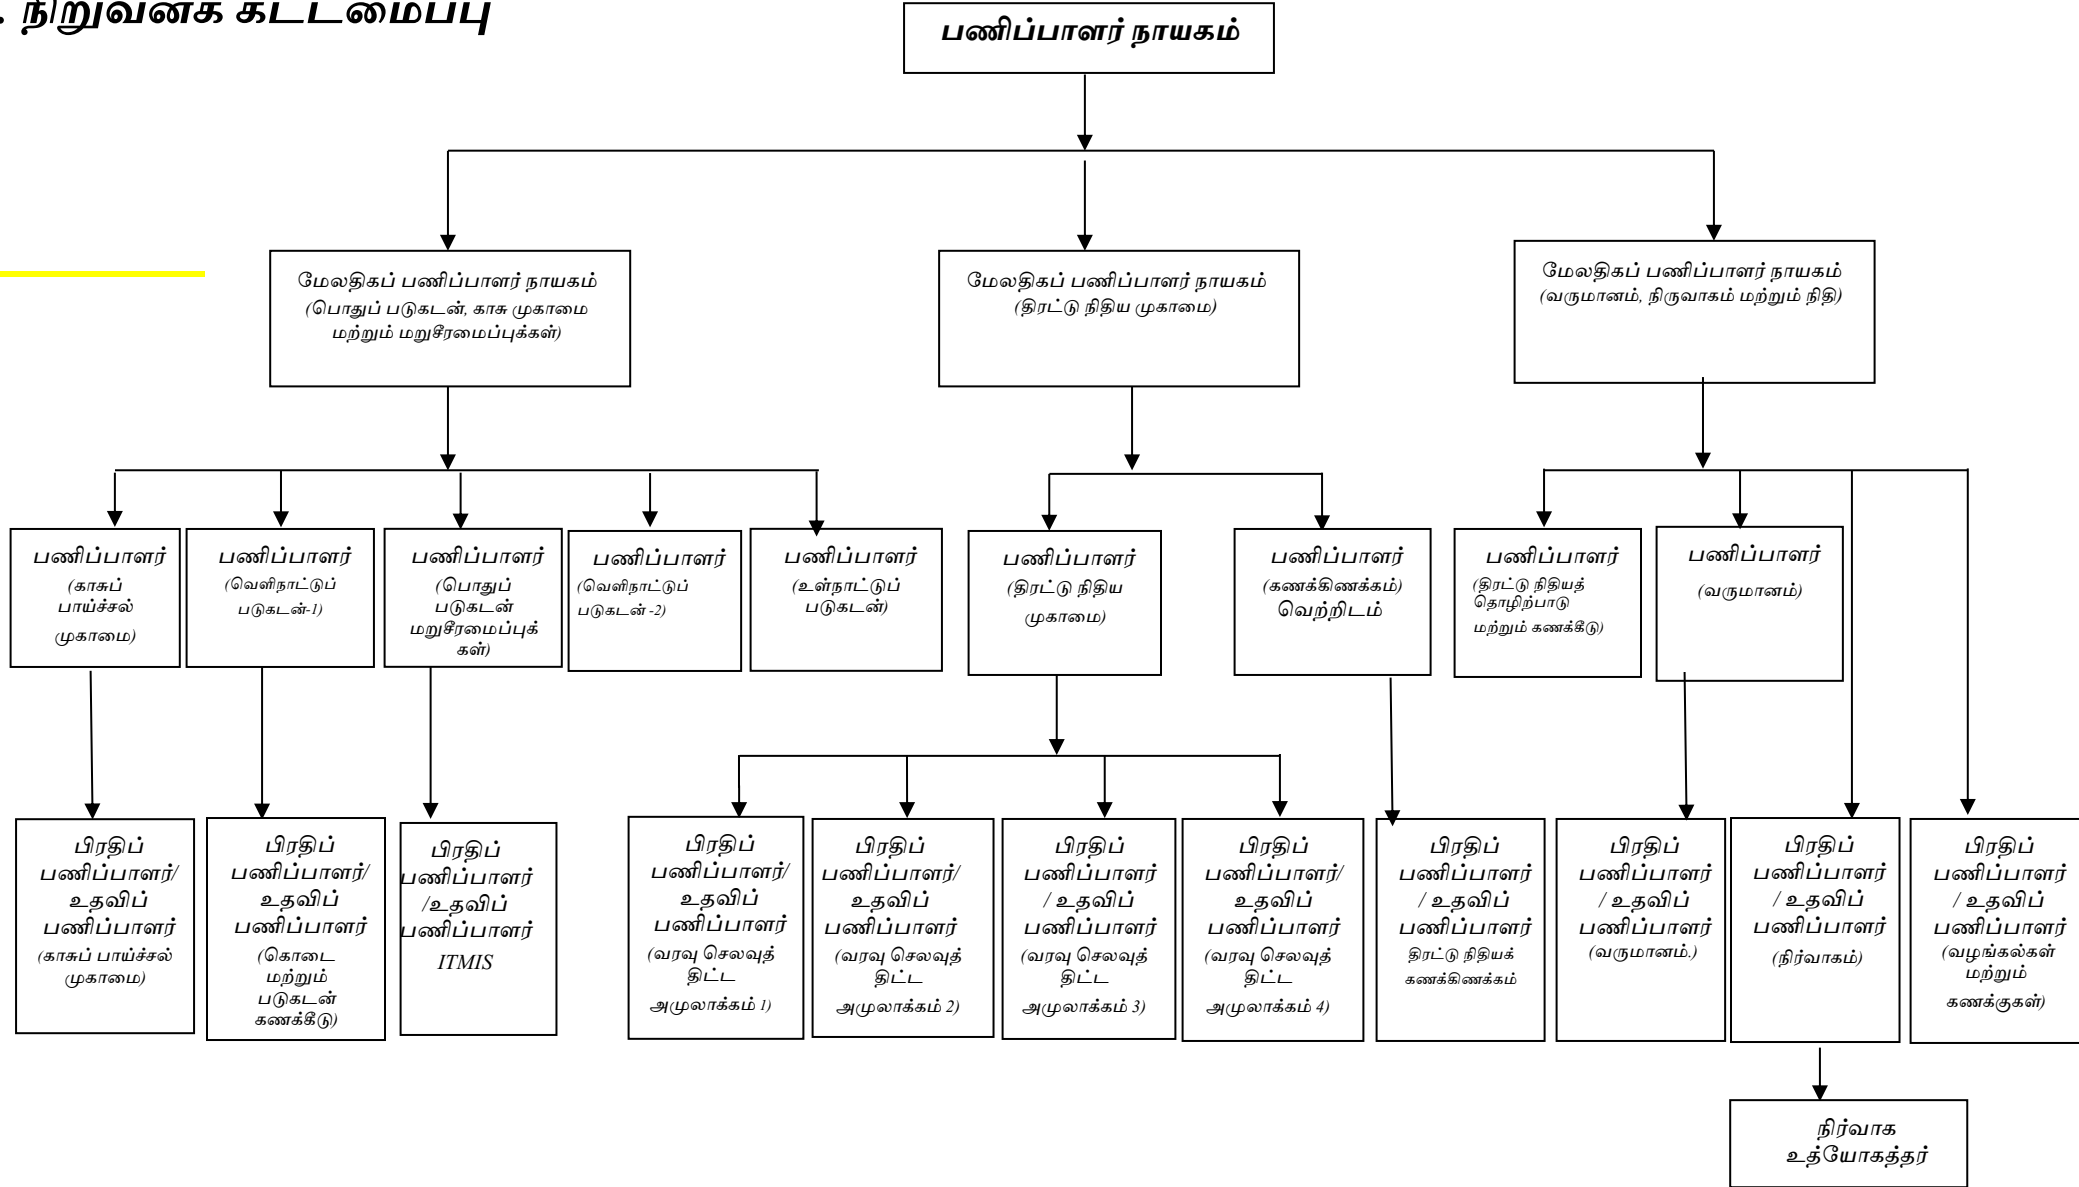 . நிறுவனக் கட்டமைப்பு
பணிப்பாளர் நாயகம்
மேலதிகப் பணிப்பாளர் நாயகம்
(பொதுப் படுகடன், காசு முகாமை
மற்றும் மறுசீரமைப்புக்கள்)
மேலதிகப் பணிப்பாளர் நாயகம்
(திரட்டு நிதிய முகாமை)
மேலதிகப் பணிப்பாளர் நாயகம்
(வருமானம், நிருவாகம் மற்றும் நிதி)
பணிப்பாளர்
(காசுப்
பாய்ச்சல்
முகாமை)
பணிப்பாளர்
(வெளிநாட்டுப்
படுகடன்-1)
பணிப்பாளர்
(பொதுப்
படுகடன்
மறுசீரமைப்புக்
கள்)
பணிப்பாளர்
(வெளிநாட்டுப்
படுகடன் -2)
பணிப்பாளர்
(உள்நாட்டுப்
படுகடன்)
பணிப்பாளர்
(திரட்டு நிதிய
முகாமை)
பணிப்பாளர்
(கணக்கிணக்கம்)
வெற்றிடம்
பணிப்பாளர்
(திரட்டு நிதியத்
தொழிற்பாடு
மற்றும் கணக்கீடு)
பணிப்பாளர்
(வருமானம்)
பிரதிப்
பணிப்பாளர்/
உதவிப்
பணிப்பாளர்
(காசுப் பாய்ச்சல்
முகாமை)
பிரதிப்
பணிப்பாளர்/
உதவிப்
பணிப்பாளர்
(கொடை
மற்றும்
படுகடன்
கணக்கீடு)
பிரதிப்
பணிப்பாளர்
/உதவிப்
பணிப்பாளர்
ITMIS
பிரதிப்
பணிப்பாளர்/
உதவிப்
பணிப்பாளர்
(வரவு செலவுத்
திட்ட
அமுலாக்கம் 1)
பிரதிப்
பணிப்பாளர்/
உதவிப்
பணிப்பாளர்
(வரவு செலவுத்
திட்ட
அமுலாக்கம் 2)
பிரதிப்
பணிப்பாளர்
/ உதவிப்
பணிப்பாளர்
(வரவு செலவுத்
திட்ட
அமுலாக்கம் 3)
பிரதிப்
பணிப்பாளர்/
உதவிப்
பணிப்பாளர்
(வரவு செலவுத்
திட்ட
அமுலாக்கம் 4)
பிரதிப்
பணிப்பாளர்
/ உதவிப்
பணிப்பாளர்
திரட்டு நிதியக்
கணக்கிணக்கம்
பிரதிப்
பணிப்பாளர்
/ உதவிப்
பணிப்பாளர்
(வருமானம்.)
பிரதிப்
பணிப்பாளர்
/ உதவிப்
பணிப்பாளர்
(நிர்வாகம்)
பிரதிப்
பணிப்பாளர்
/ உதவிப்
பணிப்பாளர்
(வழங்கல்கள்
மற்றும்
கணக்குகள்)
நிர்வாக
உத்யோகத்தர்